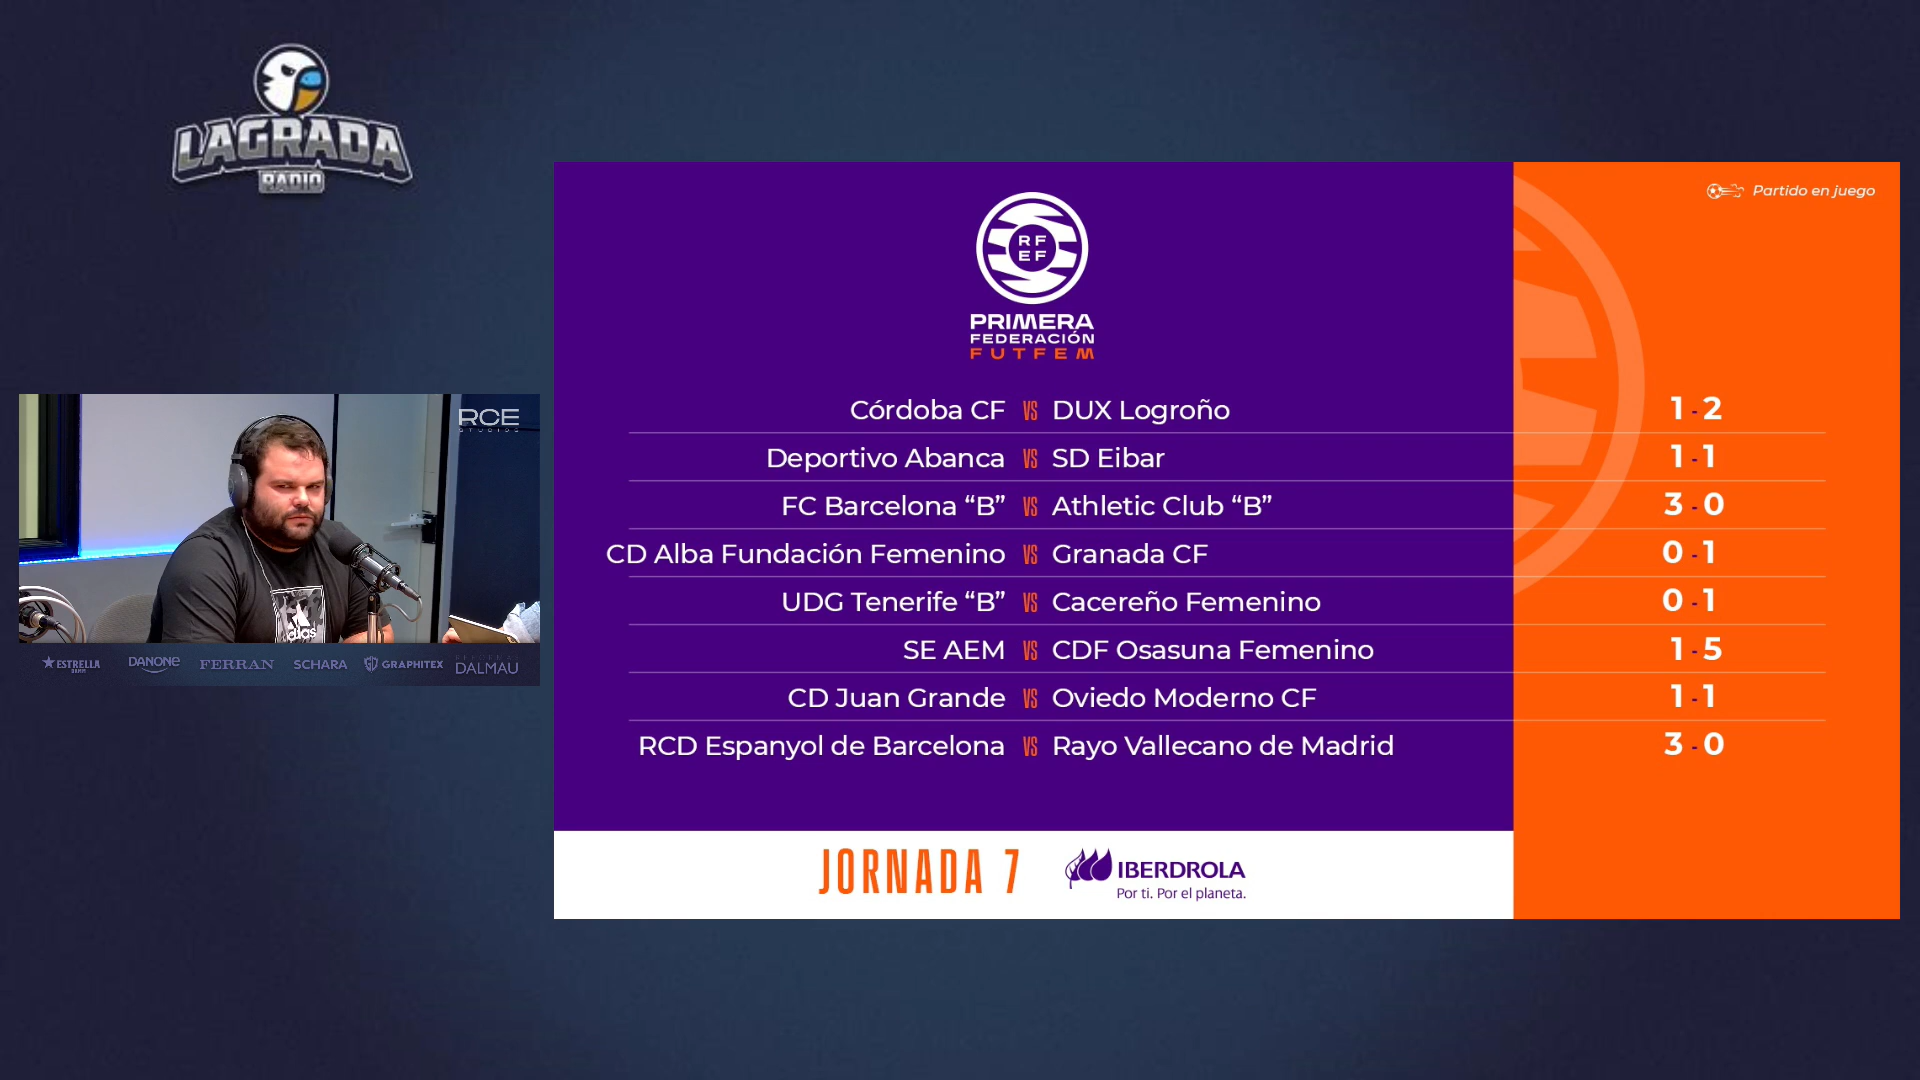 LAGRADA
RADIO
Partido en juego
RF
EF
PRIMERA
FEDERACIÓN
FUTFEM
Córdoba CF VS DUX Logroño 1 - 2
Deportivo Abanca VS SD Eibar 1 - 1
FC Barcelona “B” VS Athletic Club “B” 3 - 0
CD Alba Fundación Femenino VS Granada CF 0 - 1
UDG Tenerife “B” VS Cacereño Femenino 0 - 1
SE AEM VS CDF Osasuna Femenino 1 - 5
CD Juan Grande VS Oviedo Moderno CF 1 - 1
RCD Espanyol de Barcelona VS Rayo Vallecano de Madrid 3 - 0
JORNADA 7
IBERDROLA
Por ti. Por el planeta.
RCE
STUDIOS
adidas
ESTRELLA
DANONE
FERRAN
SCHARA
GRAPHITEX
DALMAU